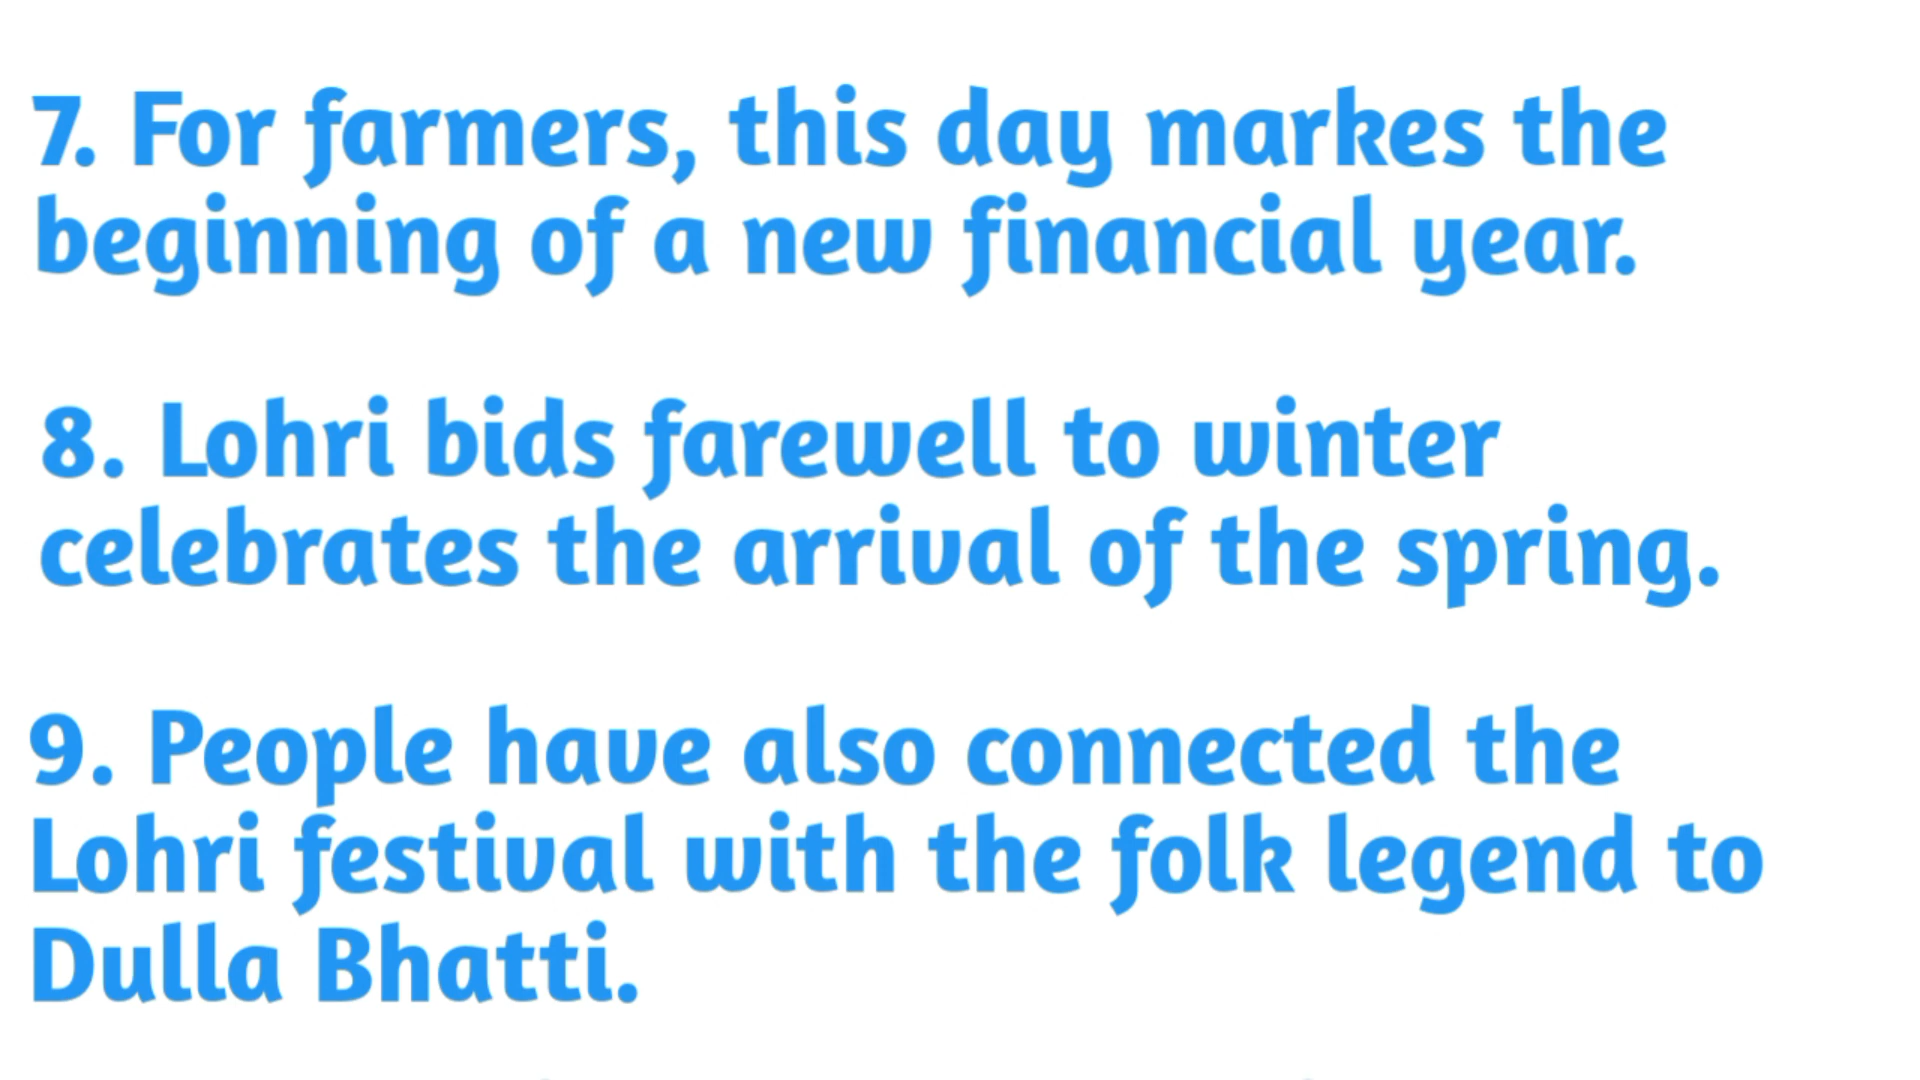 7. For farmers, this day markes the
beginning of a new financial year.
8. Lohri bids farewell to winter
celebrates the arrival of the spring.
9. People have also connected the
Lohri festival with the folk legend to
Dulla Bhatti.